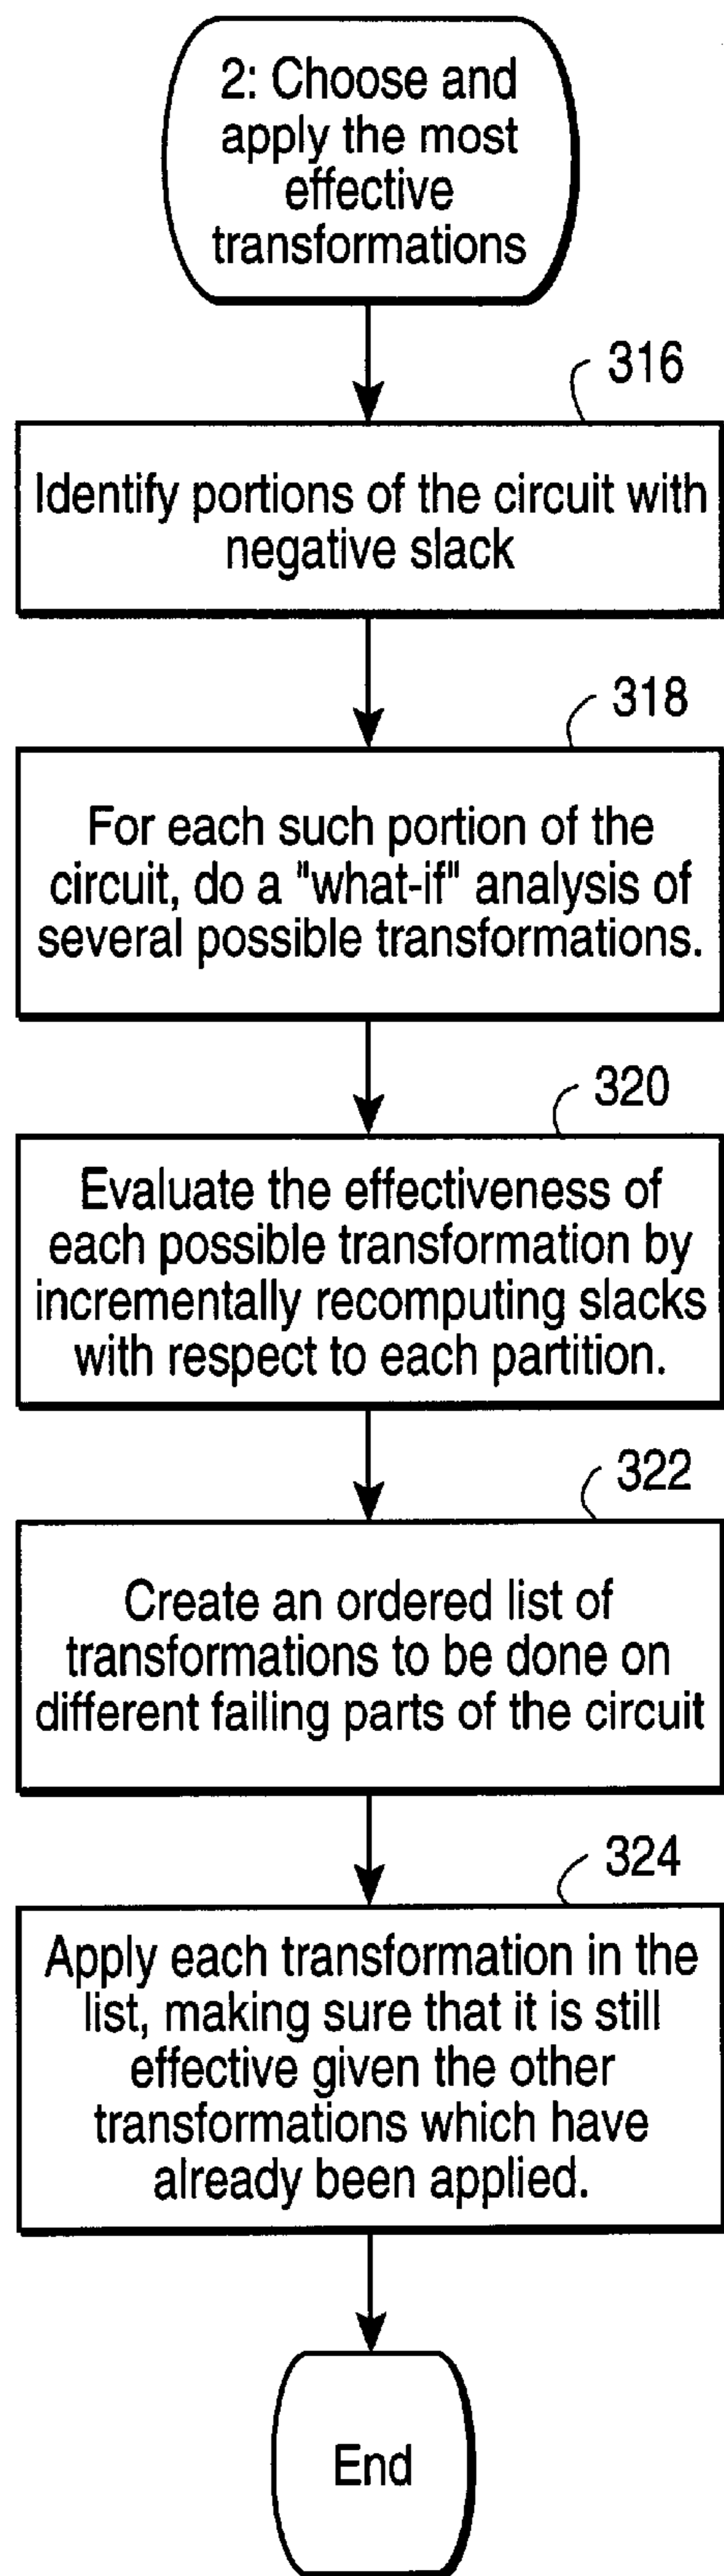 2: Choose and
apply the most
effective
transformations
316
Identify portions of the circuit with
negative slack
318
For each such portion of the
circuit, do a "what-if" analysis of
several possible transformations.
320
Evaluate the effectiveness of
each possible transformation by
incrementally recomputing slacks
with respect to each partition.
322
Create an ordered list of
transformations to be done on
different failing parts of the circuit
324
Apply each transformation in the
list, making sure that it is still
effective given the other
transformations which have
already been applied.
End